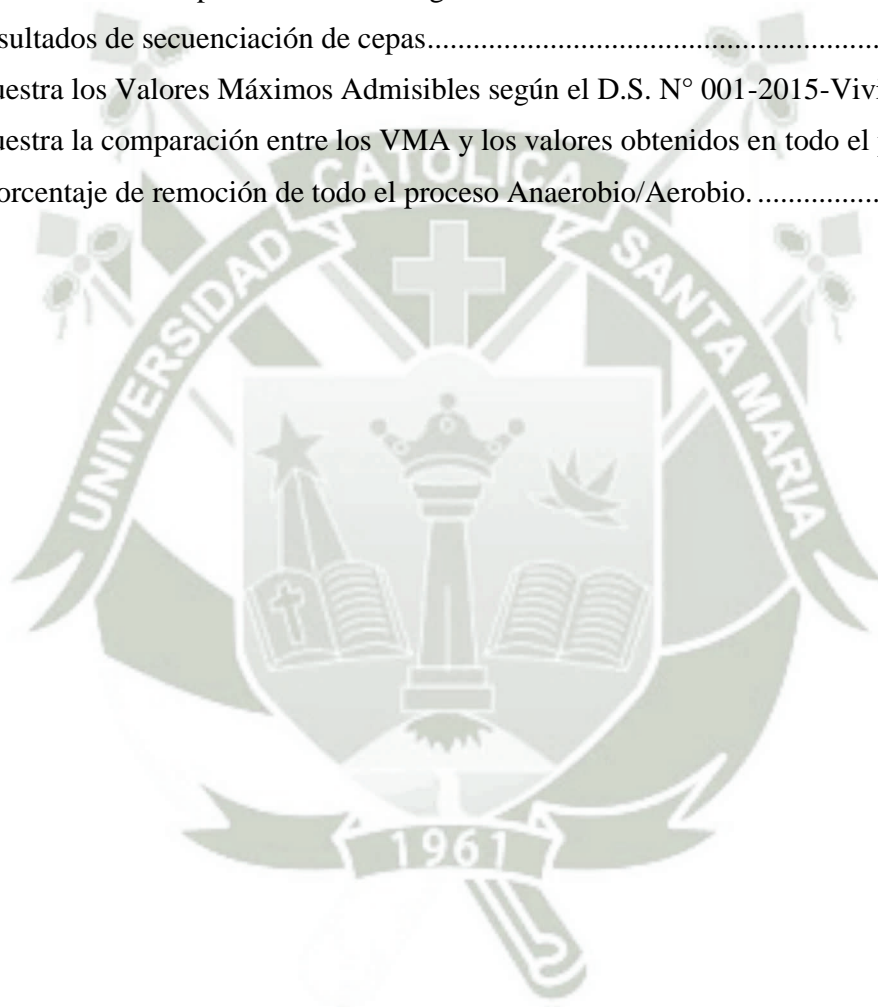 sultados de secuenciación de cepas
uestra los Valores Máximos Admisibles según el D.S. N° 001-2015-Vivi
uestra la comparación entre los VMA y los valores obtenidos en todo el
orcentaje de remoción de todo el proceso Anaerobio/Aerobio.
UNIVERSIDAD CATOLICA SANTA MARIA
1961